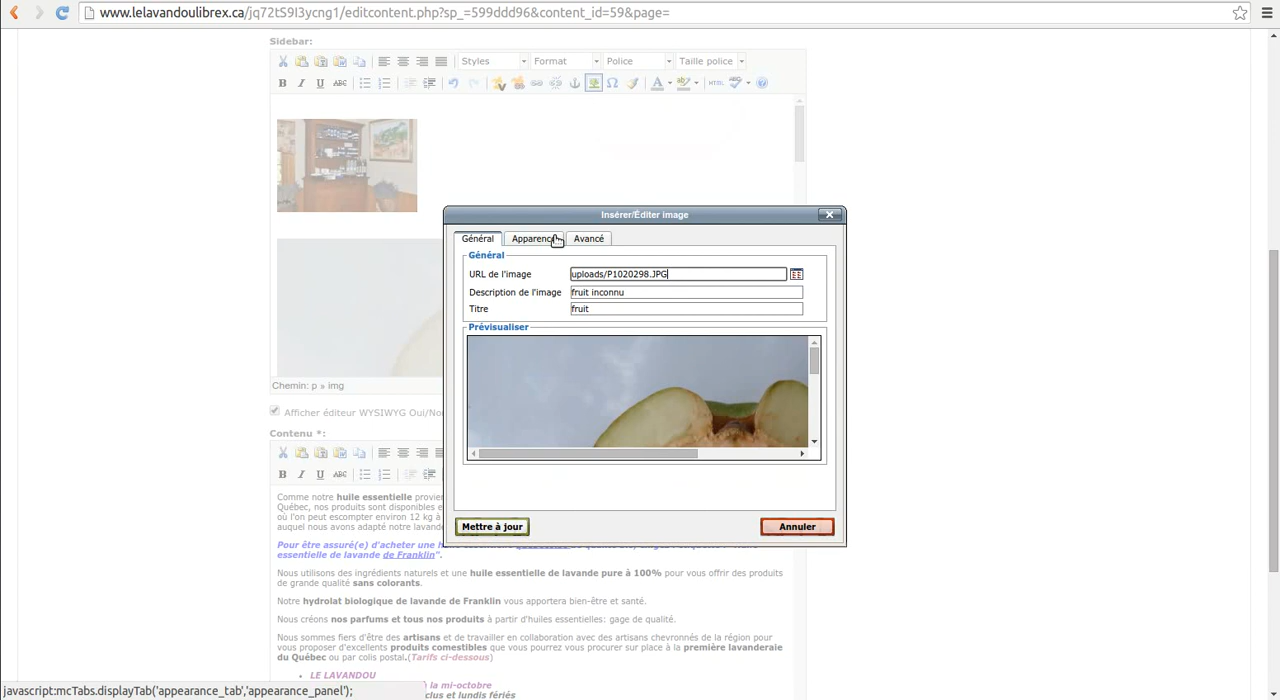 www.lelavandoulibrex.ca/jq72tS9I3ycng1/editcontent.php?sp_=599ddd96&content_id=59&page=
Sidebar:
Styles Format Police Taille police
B I U ABC HTML
Chemin: p » img
Afficher éditeur WYSIWYG Oui/No
Contenu *:
B I U ABC
Insérer/Éditer image
Général Apparence Avancé
Général
URL de l'image uploads/P1020298.JPG
Description de l'image fruit inconnu
Titre fruit
Prévisualiser
Mettre à jour Annuler
Comme notre huile essentielle provie
Québec, nos produits sont disponibles e
où l'on peut escompter environ 12 kg à
auquel nous avons adapté notre lavand
Pour être assuré(e) d'acheter une h
essentielle de lavande de Franklin".
Nous utilisons des ingrédients naturels et une huile essentielle de lavande pure à 100% pour vous offrir des produits
de grande qualité sans colorants.
Notre hydrolat biologique de lavande de Franklin vous apportera bien-être et santé.
Nous créons nos parfums et tous nos produits à partir d'huiles essentielles: gage de qualité.
Nous sommes fiers d'être des artisans et de travailler en collaboration avec des artisans chevronnés de la région pour
vous proposer d'excellents produits comestibles que vous pourrez vous procurer sur place à la première lavanderaie
du Québec ou par colis postal.(Tarifs ci-dessous)
• LE LAVANDOU
à la mi-octobre
clus et lundis fériés
javascript:mcTabs.displayTab('appearance_tab','appearance_panel');